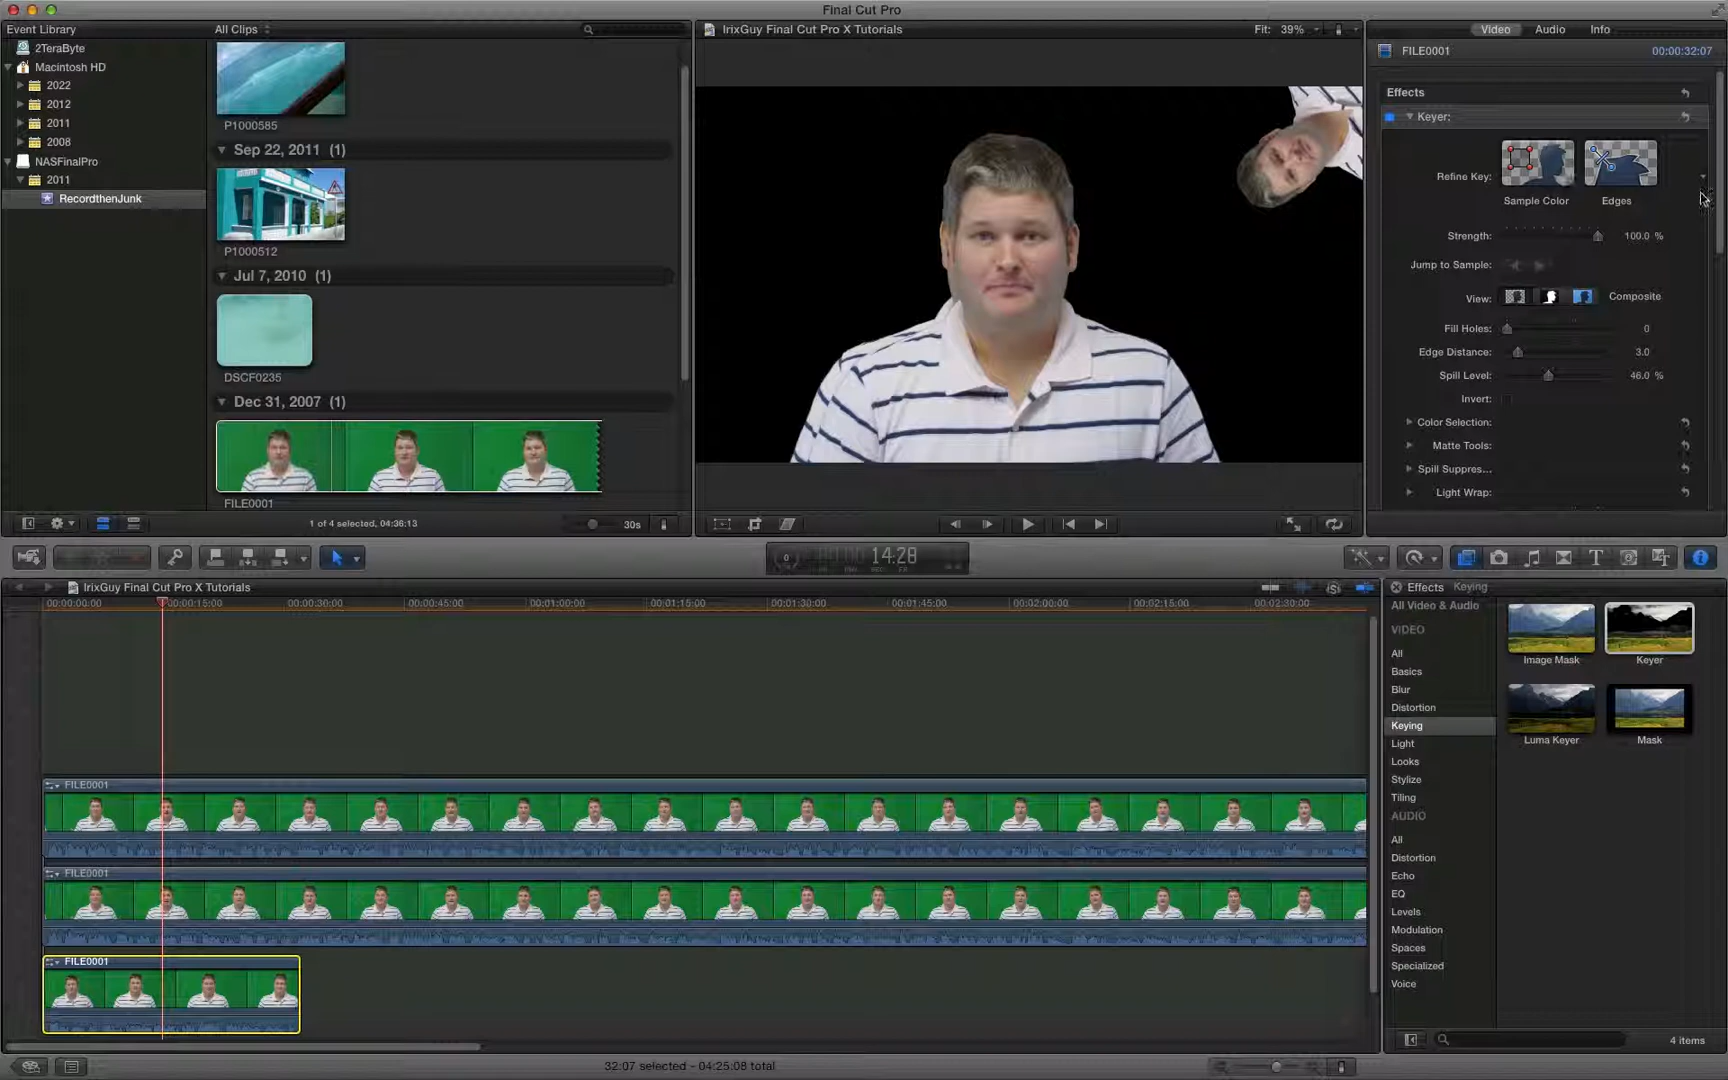 Final Cut Pro
Event Library
All Clips
2TeraByte
Macintosh HD
2022
2012
2011
2008
NASFinalPro
2011
RecordthenJunk
P1000585
Sep 22, 2011 (1)
P1000512
Jul 7, 2010 (1)
DSCF0235
Dec 31, 2007 (1)
FILE0001
1 of 4 selected, 04:36:13
30s
IrixGuy Final Cut Pro X Tutorials
Fit: 39%
Video Audio Info
FILE0001 00:00:32:07
Effects
Keyer:
Refine Key:
Sample Color Edges
Strength: 100.0 %
Jump to Sample:
View: Composite
Fill Holes: 0
Edge Distance: 3.0
Spill Level: 46.0 %
Invert:
Color Selection:
Matte Tools:
Spill Suppres...
Light Wrap:
14:28
IrixGuy Final Cut Pro X Tutorials
00:00:00:00 00:00:15:00 00:00:30:00 00:00:45:00 00:01:00:00 00:01:15:00 00:01:30:00 00:01:45:00 00:02:00:00 00:02:15:00 00:02:30:00
FILE0001
FILE0001
FILE0001
Effects Keying
All Video & Audio
VIDEO
All
Basics
Blur
Distortion
Keying
Light
Looks
Stylize
Tiling
AUDIO
All
Distortion
Echo
EQ
Levels
Modulation
Spaces
Specialized
Voice
Image Mask Keyer
Luma Keyer Mask
4 items
32:07 selected - 04:25:08 total